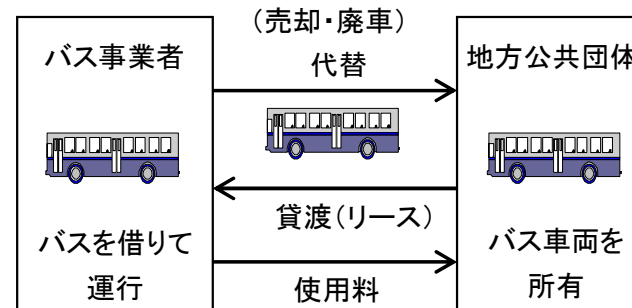 バス事業者
バスを借りて
運行
(売却・廃車)
代替
貸渡(リース)
使用料
地方公共団体
バス車両を
所有